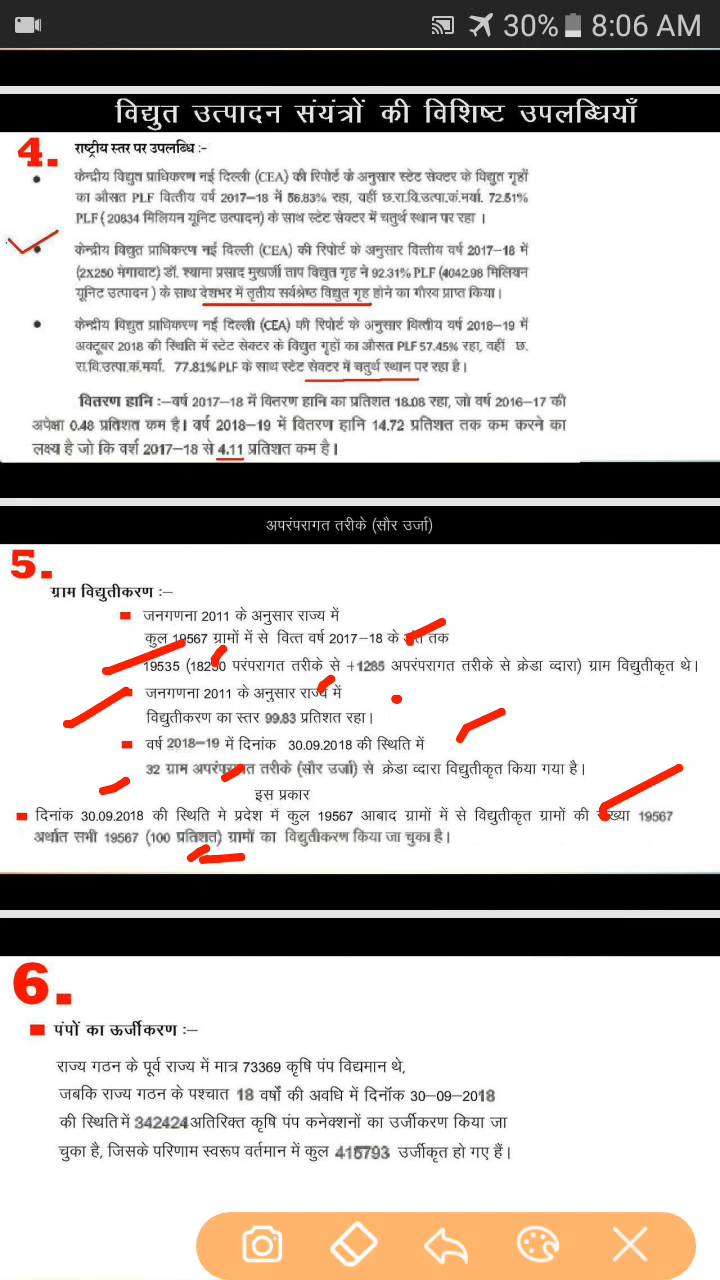 30% 8:06 AM
विद्युत उत्पादन संयंत्रों की विशिष्ट उपलब्धियाँ
4.
राष्ट्रीय स्तर पर उपलब्धि :–
केन्द्रीय विद्युत प्राधिकरण नई दिल्ली (CEA) की रिपोर्ट के अनुसार स्टेट सेक्टर के विद्युत गृहों
का औसत PLF वित्तीय वर्ष 2017–18 में 56.83% रहा, वहीं छ.रा.वि.उत्पा.कं.मर्या. 72.51%
PLF ( 20834 मिलियन यूनिट उत्पादन) के साथ स्टेट सेक्टर में चतुर्थ स्थान पर रहा ।
केन्द्रीय विद्युत प्राधिकरण नई दिल्ली (CEA) की रिपोर्ट के अनुसार वित्तीय वर्ष 2017–18 में
(2X250 मेगावाट) डॉ. श्यामा प्रसाद मुखर्जी ताप विद्युत गृह ने 92.31% PLF (4042.98 मिलियन
यूनिट उत्पादन ) के साथ देशभर में तृतीय सर्वश्रेष्ठ विद्युत गृह होने का गौरव प्राप्त किया।
केन्द्रीय विद्युत प्राधिकरण नई दिल्ली (CEA) की रिपोर्ट के अनुसार वित्तीय वर्ष 2018–19 में
अक्टूबर 2018 की स्थिति में स्टेट सेक्टर के विद्युत गृहों का औसत PLF 57.45% रहा, वहीं छ.
रा.वि.उत्पा.कं.मर्या. 77.81% PLF के साथ स्टेट सेक्टर में चतुर्थ स्थान पर रहा है।
वितरण हानि :–वर्ष 2017–18 में वितरण हानि का प्रतिशत 18.08 रहा, जो वर्ष 2016–17 की
अपेक्षा 0.48 प्रतिशत कम है। वर्ष 2018–19 में वितरण हानि 14.72 प्रतिशत तक कम करने का
लक्ष्य है जो कि वर्श 2017–18 से 4.11 प्रतिशत कम है।
अपरंपरागत तरीके (सौर उर्जा)
5.
ग्राम विद्युतीकरण :–
जनगणना 2011 के अनुसार राज्य में
कुल 19567 ग्रामों में से वित्त वर्ष 2017–18 के अंत तक
19535 (18250 परंपरागत तरीके से +1285 अपरंपरागत तरीके से क्रेडा व्दारा) ग्राम विद्युतीकृत थे।
जनगणना 2011 के अनुसार राज्य में
विद्युतीकरण का स्तर 99.83 प्रतिशत रहा।
वर्ष 2018–19 में दिनांक 30.09.2018 की स्थिति में
32 ग्राम अपरंपरागत तरीके (सौर उर्जा) से क्रेडा व्दारा विद्युतीकृत किया गया है।
इस प्रकार
दिनांक 30.09.2018 की स्थिति मे प्रदेश में कुल 19567 आबाद ग्रामों में से विद्युतीकृत ग्रामों की संख्या 19567
अर्थात सभी 19567 (100 प्रतिशत) ग्रामों का विद्युतीकरण किया जा चुका है।
6.
पंपों का ऊर्जीकरण :–
राज्य गठन के पूर्व राज्य में मात्र 73369 कृषि पंप विद्यमान थे,
जबकि राज्य गठन के पश्चात 18 वर्षों की अवधि में दिनॉक 30–09–2018
की स्थिति में 342424 अतिरिक्त कृषि पंप कनेक्शनों का उर्जीकरण किया जा
चुका है, जिसके परिणाम स्वरूप वर्तमान में कुल 415793 उर्जीकृत हो गए हैं।